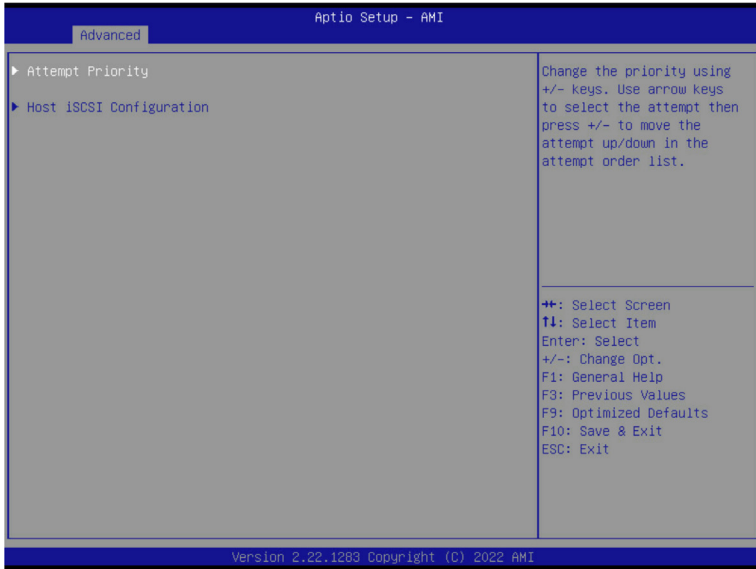 Aptio Setup – AMI
Advanced
▶ Attempt Priority
▶ Host iSCSI Configuration
Change the priority using
+/- keys. Use arrow keys
to select the attempt then
press +/- to move the
attempt up/down in the
attempt order list.
→←: Select Screen
↑↓: Select Item
Enter: Select
+/-: Change Opt.
F1: General Help
F3: Previous Values
F9: Optimized Defaults
F10: Save & Exit
ESC: Exit
Version 2.22.1283 Copyright (C) 2022 AMI